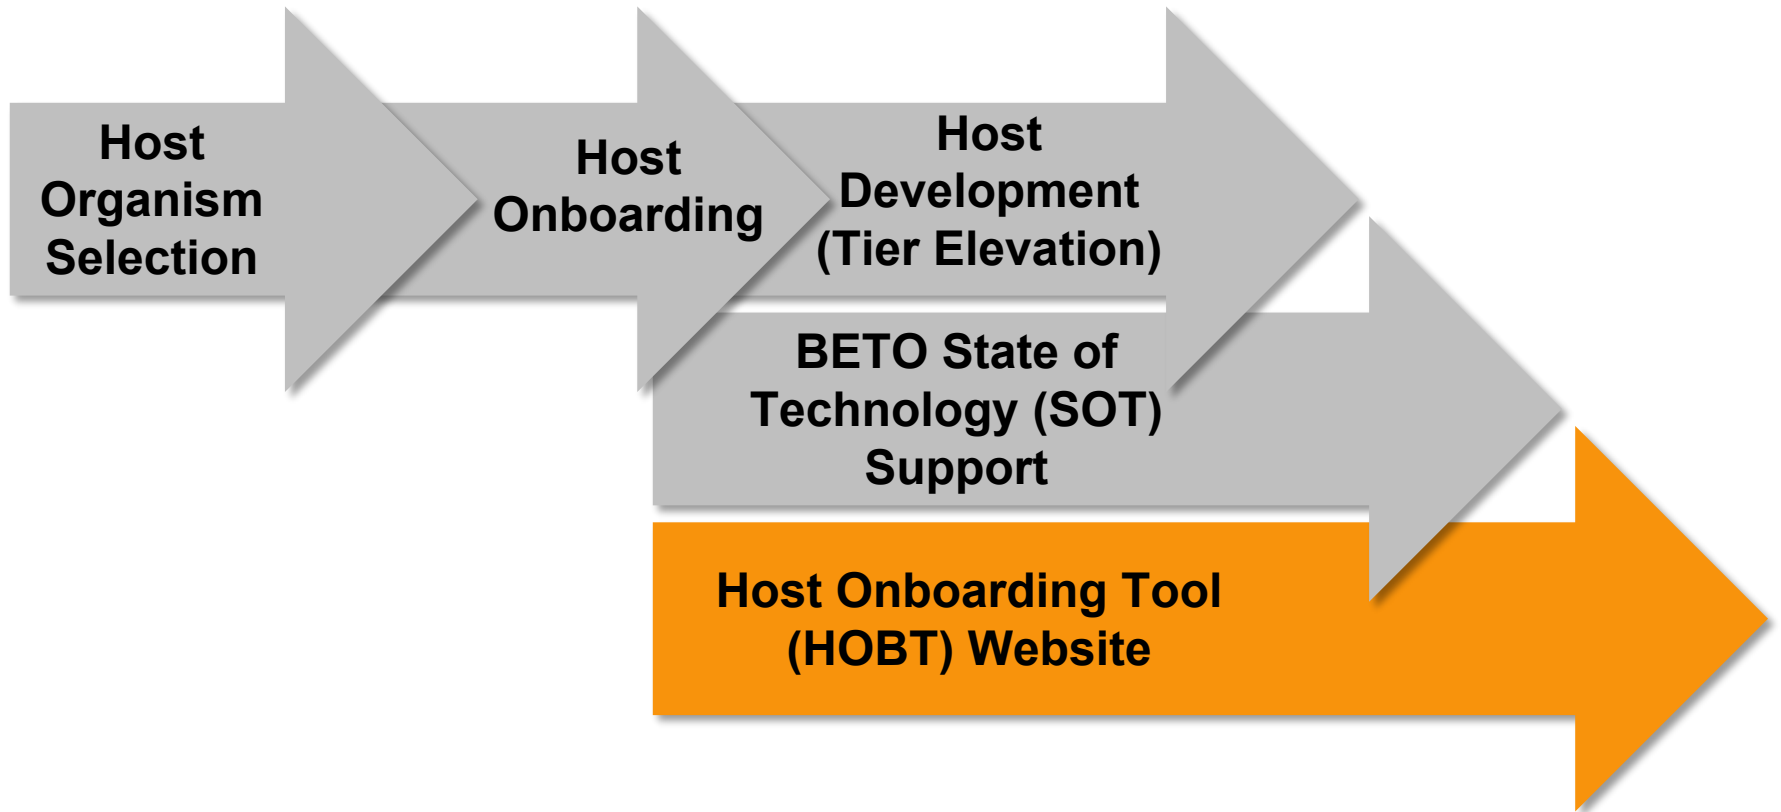 Host
Organism
Selection
Host
Onboarding
Host
Development
(Tier Elevation)
BETO State of
Technology (SOT)
Support
Host Onboarding Tool
(HOBT) Website